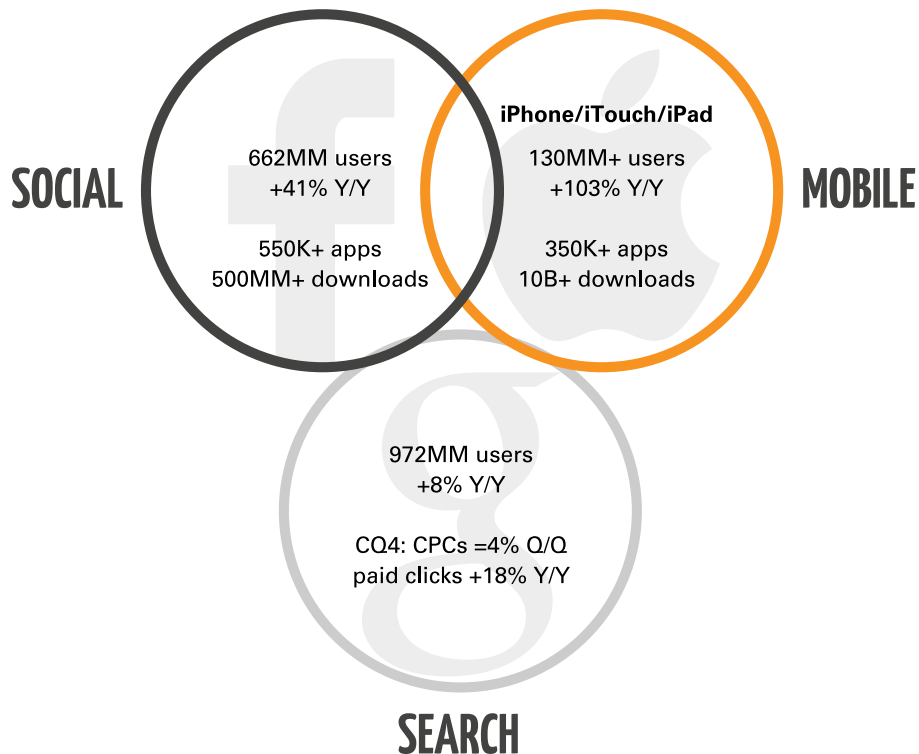 SOCIAL
662MM users
+41% Y/Y
550K+ apps
500MM+ downloads
iPhone/iTouch/iPad
130MM+ users
+103% Y/Y
350K+ apps
10B+ downloads
MOBILE
972MM users
+8% Y/Y
CQ4: CPCs =4% Q/Q
paid clicks +18% Y/Y
SEARCH